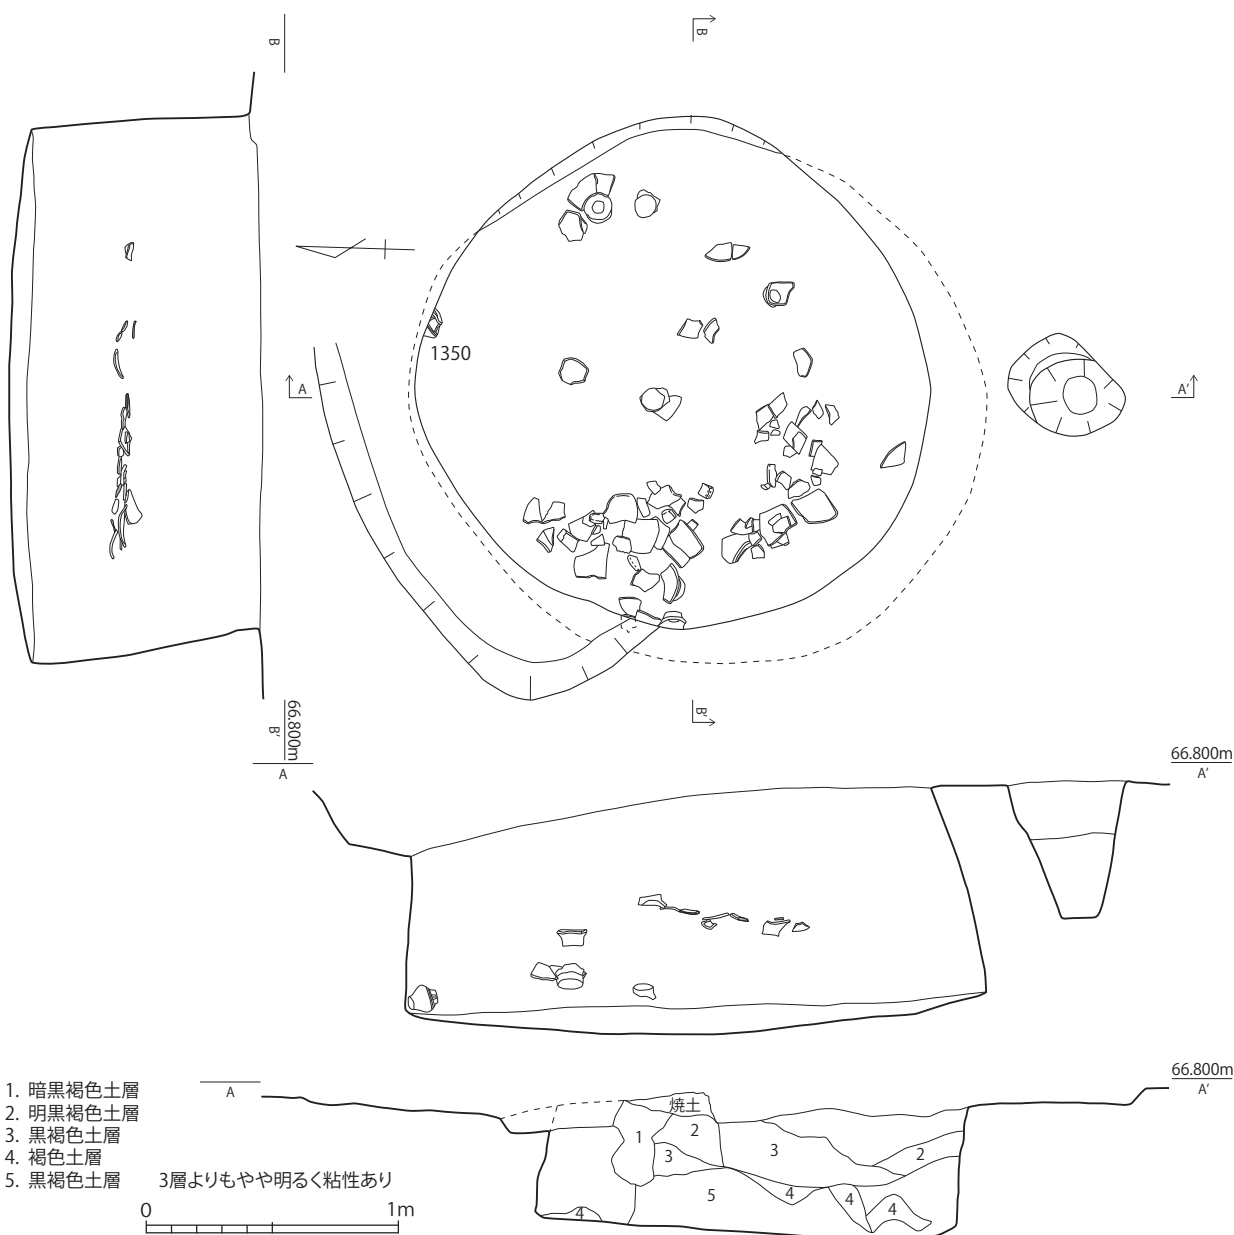 B
B
1350
A
A'
B'
66.800m
B'
A
66.800m
A'
66.800m
A'
A
1. 暗黒褐色土層
2. 明黒褐色土層
3. 黒褐色土層
4. 褐色土層
5. 黒褐色土層 3層よりもやや明るく粘性あり
焼土
1
2
3
3
2
5
4
4
4
4
0 1m